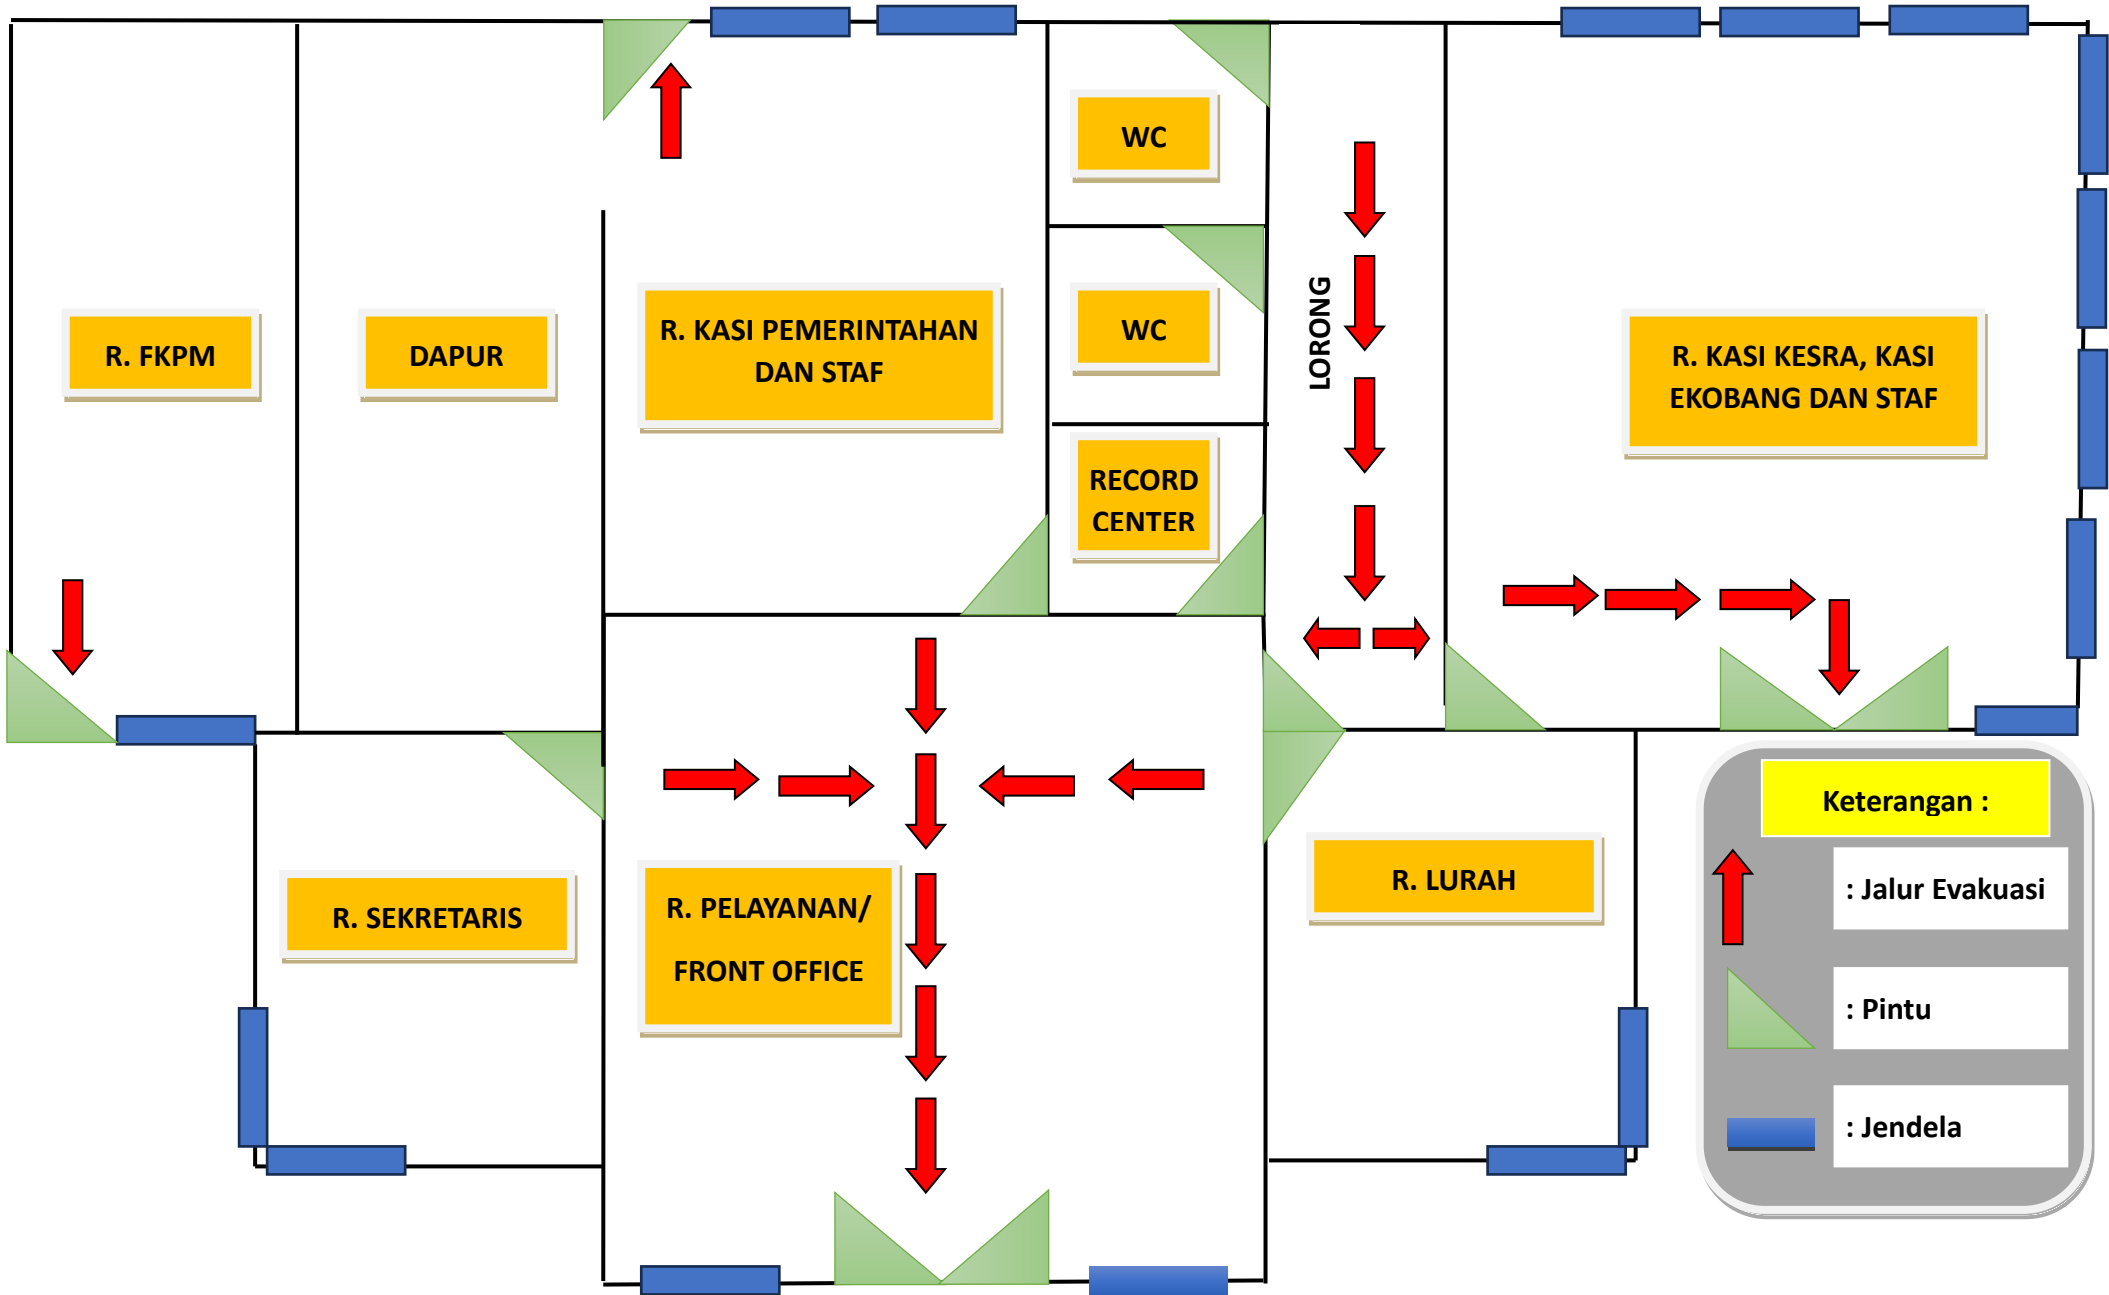 WC
R. FKPM
DAPUR
R. KASI PEMERINTAHAN
DAN STAF
WC
LORONG
R. KASI KESRA, KASI
EKOBANG DAN STAF
RECORD
CENTER
R. SEKRETARIS
R. PELAYANAN/
FRONT OFFICE
R. LURAH
Keterangan :
: Jalur Evakuasi
: Pintu
: Jendela